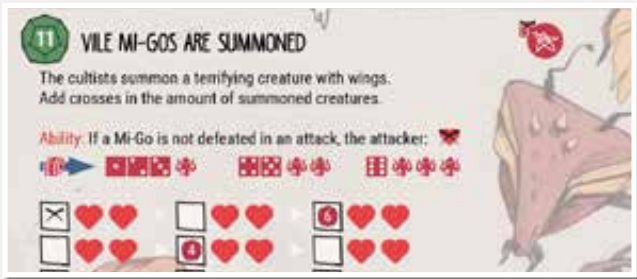 11 VILE MI-GOS ARE SUMMONED
The cultists summon a terrifying creature with wings.
Add crosses in the amount of summoned creatures.
Ability: If a Mi-Go is not defeated in an attack, the attacker:
6
4